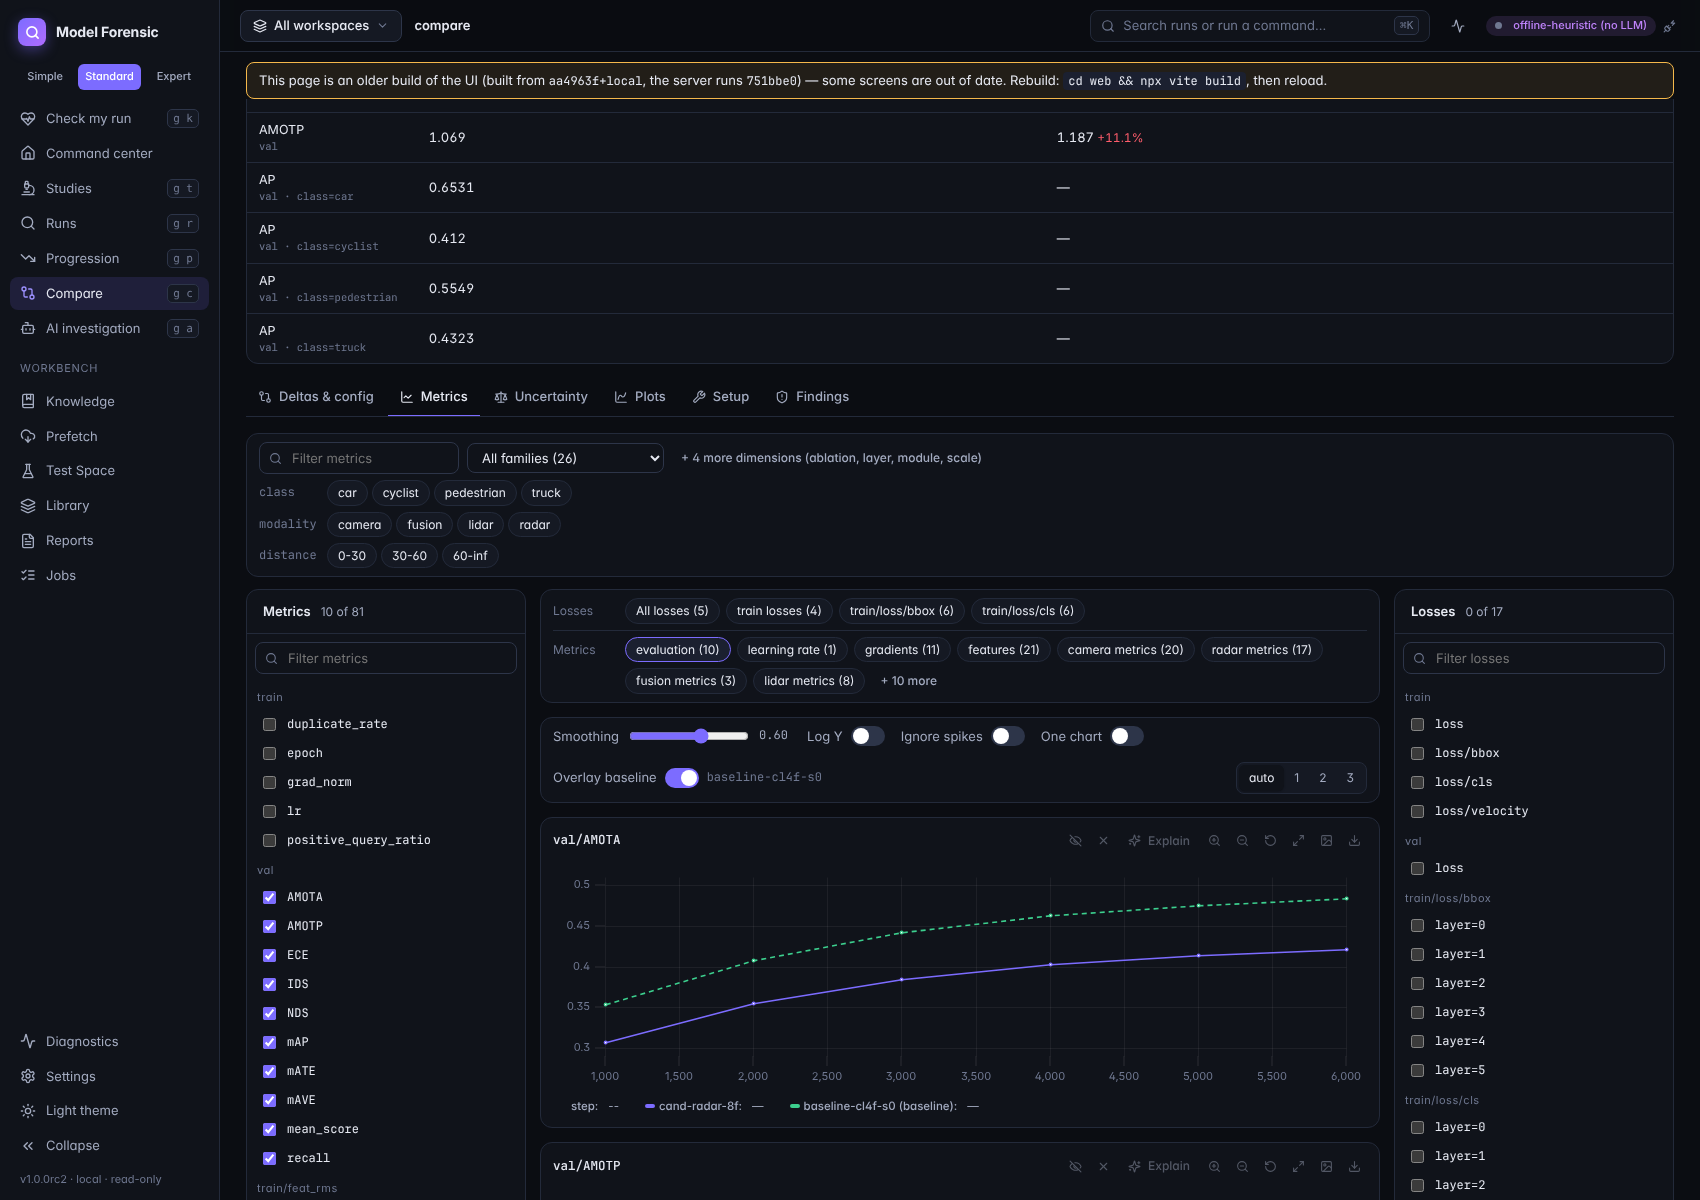 Model Forensic
Simple Standard Expert
Check my run g k
Command center
Studies g t
Runs g r
Progression g p
Compare g c
AI investigation g a
WORKBENCH
Knowledge
Prefetch
Test Space
Library
Reports
Jobs
Diagnostics
Settings
Light theme
Collapse
v1.0.0rc2 · local · read-only
All workspaces compare
Search runs or run a command... ⌘K
offline-heuristic (no LLM)
This page is an older build of the UI (built from aa4963f+local, the server runs 751bbe0) — some screens are out of date. Rebuild: cd web && npx vite build , then reload.
AMOTP 1.069 1.187 +11.1%
val
AP 0.6531 —
val · class=car
AP 0.412 —
val · class=cyclist
AP 0.5549 —
val · class=pedestrian
AP 0.4323 —
val · class=truck
Deltas & config Metrics Uncertainty Plots Setup Findings
Filter metrics All families (26) + 4 more dimensions (ablation, layer, module, scale)
class car cyclist pedestrian truck
modality camera fusion lidar radar
distance 0-30 30-60 60-inf
Metrics 10 of 81
Filter metrics
train
duplicate_rate
epoch
grad_norm
lr
positive_query_ratio
val
AMOTA
AMOTP
ECE
IDS
NDS
mAP
mATE
mAVE
mean_score
recall
train/feat_rms
Losses All losses (5) train losses (4) train/loss/bbox (6) train/loss/cls (6)
Metrics evaluation (10) learning rate (1) gradients (11) features (21) camera metrics (20) radar metrics (17)
fusion metrics (3) lidar metrics (8) + 10 more
Smoothing 0.60 Log Y Ignore spikes One chart
Overlay baseline baseline-cl4f-s0 auto 1 2 3
val/AMOTA Explain
0.5
0.45
0.4
0.35
0.3
1,000 1,500 2,000 2,500 3,000 3,500 4,000 4,500 5,000 5,500 6,000
step: -- cand-radar-8f: — baseline-cl4f-s0 (baseline): —
val/AMOTP Explain
Losses 0 of 17
Filter losses
train
loss
loss/bbox
loss/cls
loss/velocity
val
loss
train/loss/bbox
layer=0
layer=1
layer=2
layer=3
layer=4
layer=5
train/loss/cls
layer=0
layer=1
layer=2